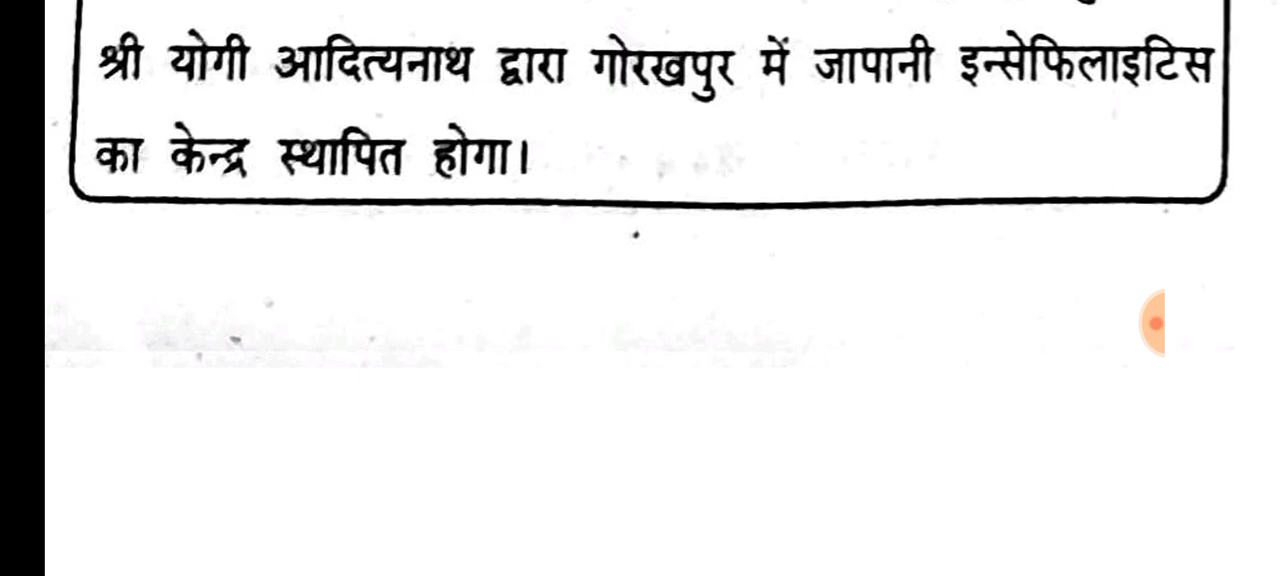 श्री योगी आदित्यनाथ द्वारा गोरखपुर में जापानी इन्सेफिलाइटिस
का केन्द्र स्थापित होगा।